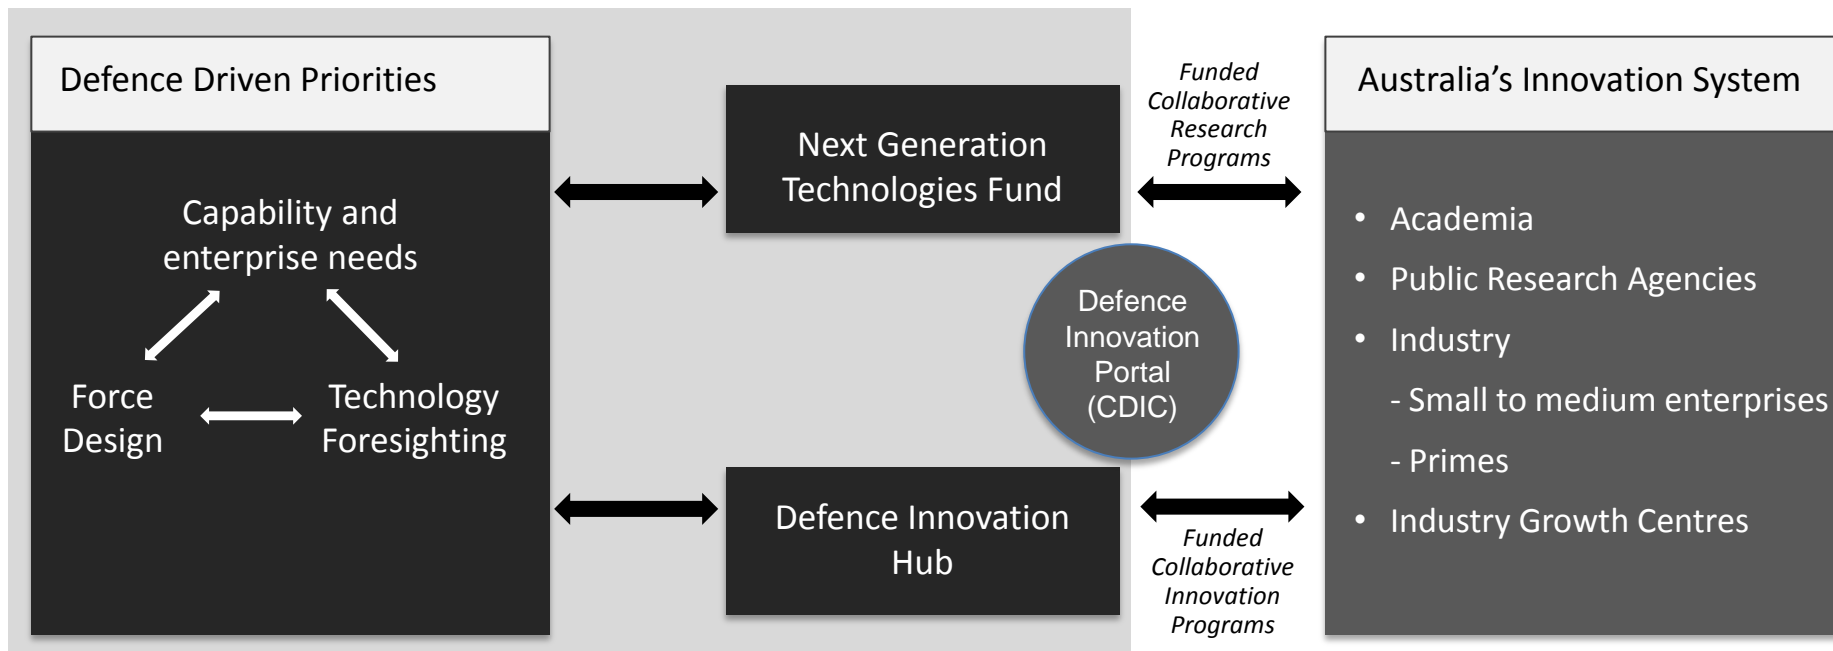 Defence Driven Priorities
Capability and
enterprise needs
Force
Design
Technology
Foresighting
Next Generation
Technologies Fund
Defence
Innovation
Portal
(CDIC)
Defence Innovation
Hub
Funded
Collaborative
Research
Programs
Funded
Collaborative
Innovation
Programs
Australia’s Innovation System
• Academia
• Public Research Agencies
• Industry
- Small to medium enterprises
- Primes
• Industry Growth Centres